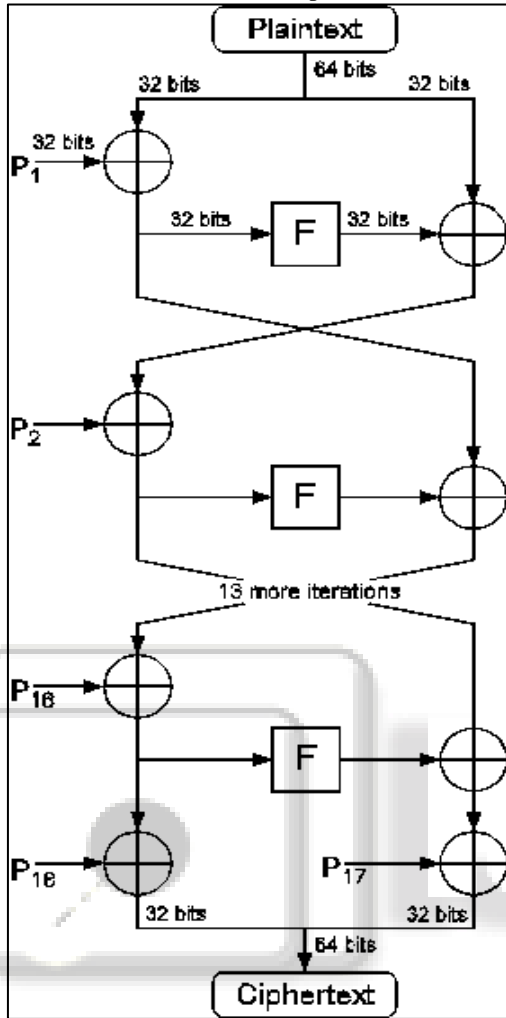 Plaintext
64 bits
32 bits 32 bits
32 bits
P1
32 bits F 32 bits
P2
F
13 more iterations
P16
F
P18 P17
32 bits 32 bits
64 bits
Ciphertext